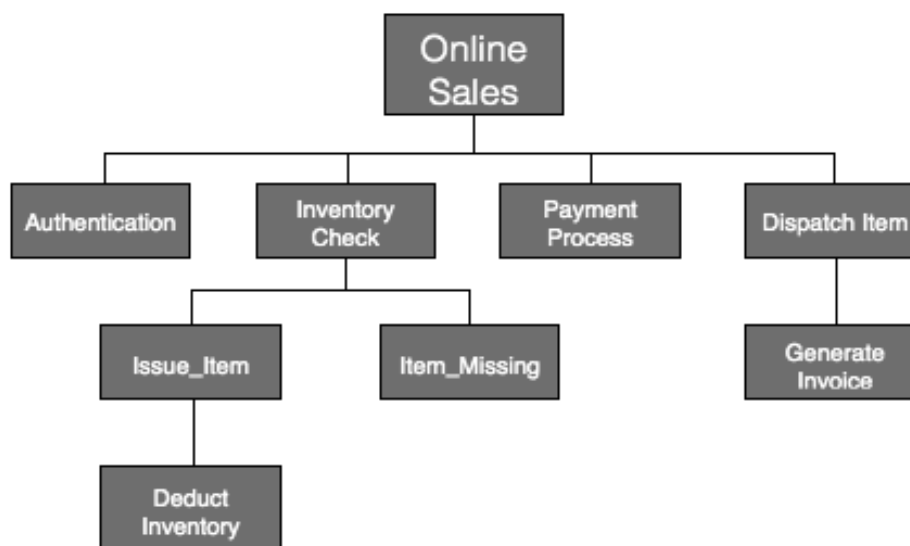 Online
Sales
Authentication
Inventory
Check
Payment
Process
Dispatch Item
Issue_Item
Item_Missing
Generate
Invoice
Deduct
Inventory